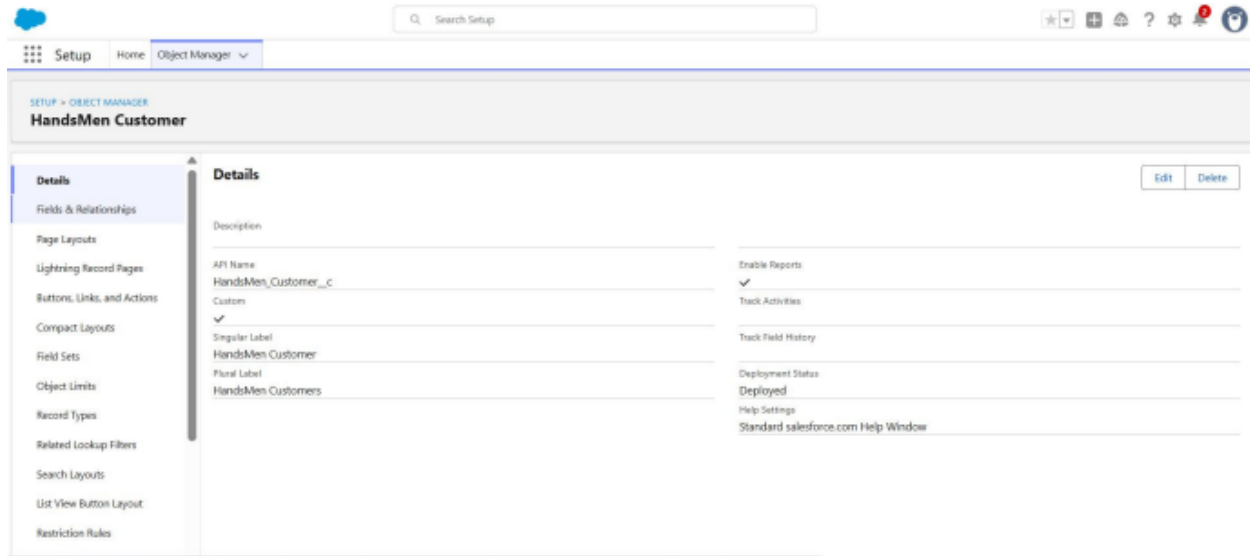 Search Setup
2
Setup
Home
Object Manager
SETUP > OBJECT MANAGER
HandsMen Customer
Details
Fields & Relationships
Page Layouts
Lightning Record Pages
Buttons, Links, and Actions
Compact Layouts
Field Sets
Object Limits
Record Types
Related Lookup Filters
Search Layouts
List View Button Layout
Restriction Rules
Details
Edit
Delete
Description
API Name
HandsMen_Customer__c
Custom
Singular Label
HandsMen Customer
Plural Label
HandsMen Customers
Enable Reports
Track Activities
Track Field History
Deployment Status
Deployed
Help Settings
Standard salesforce.com Help Window